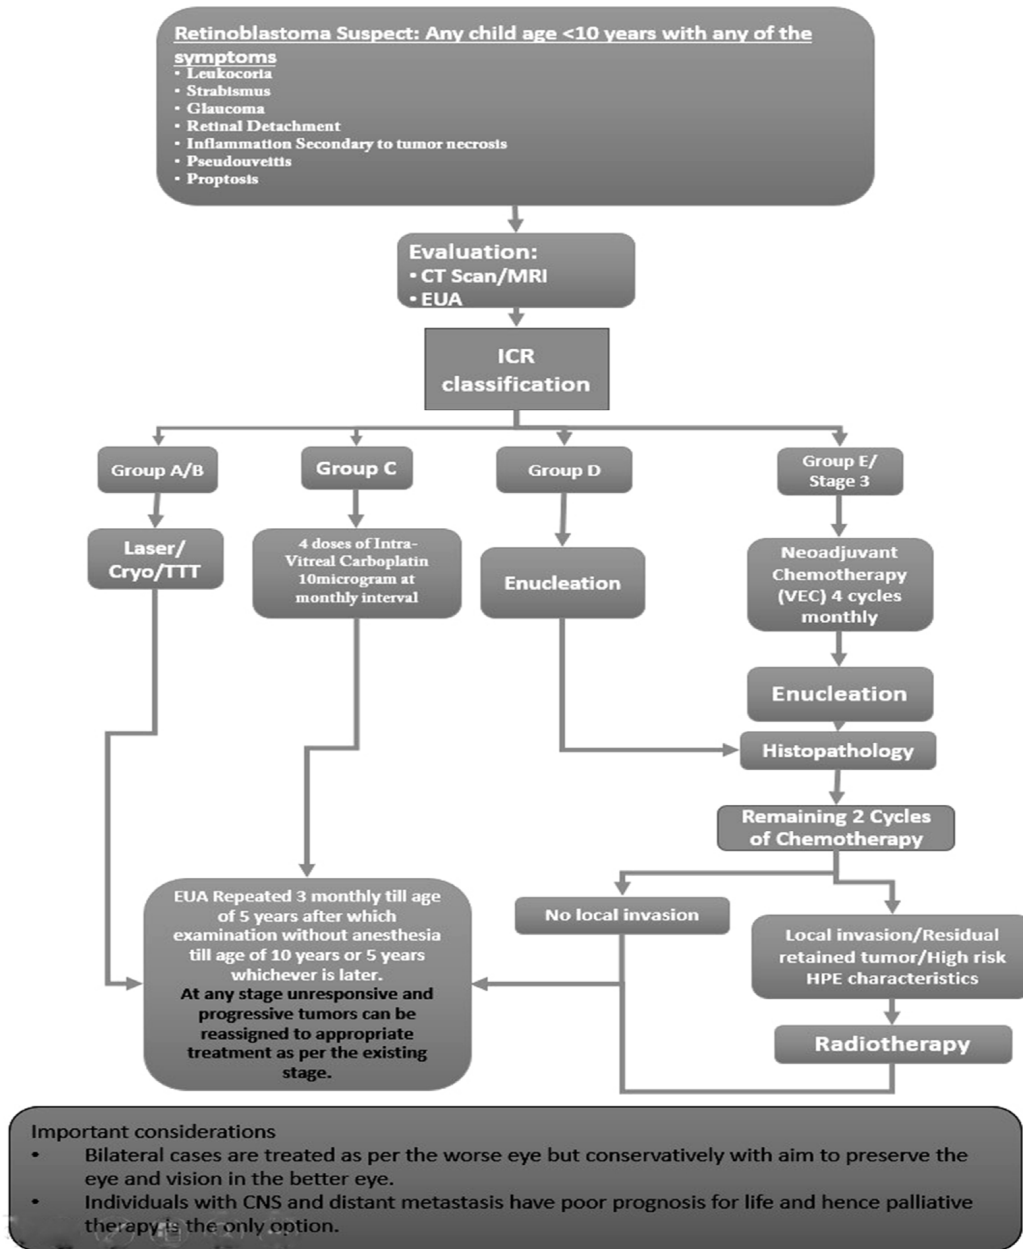 Retinoblastoma Suspect: Any child age <10 years with any of the
symptoms
• Leukocoria
• Strabismus
• Glaucoma
• Retinal Detachment
• Inflammation Secondary to tumor necrosis
• Pseudouveitis
• Proptosis
Evaluation:
• CT Scan/MRI
• EUA
ICR
classification
Group A/B
Group C
Group D
Group E/
Stage 3
Laser/
Cryo/TTT
4 doses of Intra-
Vitreal Carboplatin
10microgram at
monthly interval
Enucleation
Neoadjuvant
Chemotherapy
(VEC) 4 cycles
monthly
Enucleation
Histopathology
Remaining 2 Cycles
of Chemotherapy
No local invasion
Local invasion/Residual
retained tumor/High risk
HPE characteristics
Radiotherapy
EUA Repeated 3 monthly till age
of 5 years after which
examination without anesthesia
till age of 10 years or 5 years
whichever is later.
At any stage unresponsive and
progressive tumors can be
reassigned to appropriate
treatment as per the existing
stage.
Important considerations
• Bilateral cases are treated as per the worse eye but conservatively with aim to preserve the
eye and vision in the better eye.
• Individuals with CNS and distant metastasis have poor prognosis for life and hence palliative
therapy is the only option.